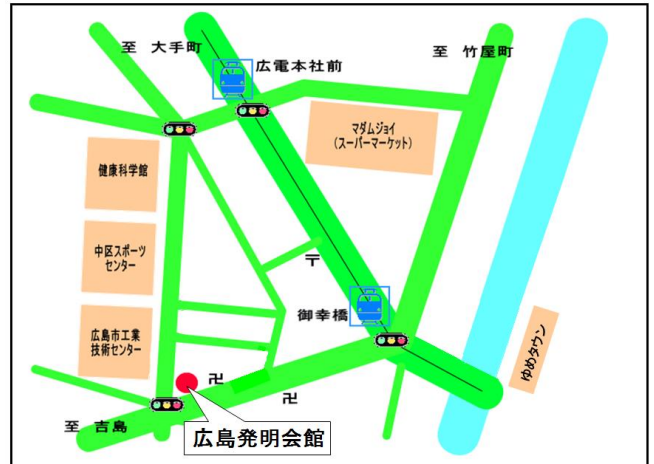 至 大手町
広電本社前
至 竹屋町
マダムジョイ
(スーパーマーケット)
健康科学館
中区スポーツ
センター
〒
御幸橋
広島市工業
技術センター
ゆめタウン
卍
卍
至 吉島
広島発明会館